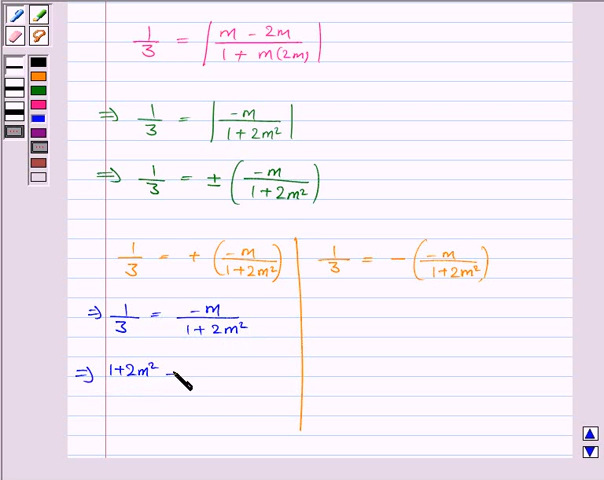 1/3 = |(m - 2m)/(1 + m(2m))|
⇒ 1/3 = |-m/(1 + 2m²)|
⇒ 1/3 = ± (-m/(1 + 2m²))
1/3 = + (-m/(1+2m²)) | 1/3 = - (-m/(1+2m²))
⇒ 1/3 = -m/(1 + 2m²)
⇒ 1+2m²